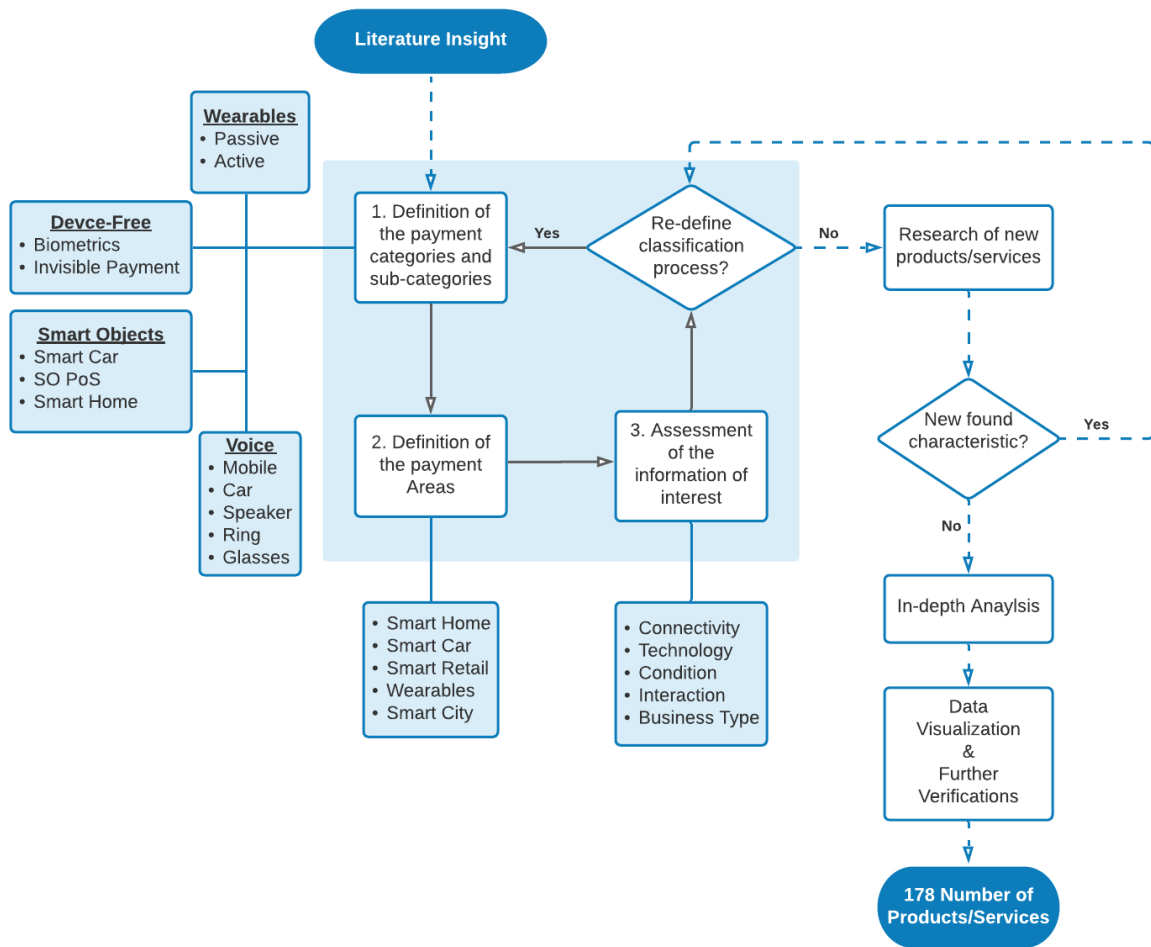 Literature Insight
Wearables
• Passive
• Active
Devce-Free
• Biometrics
• Invisible Payment
Smart Objects
• Smart Car
• SO PoS
• Smart Home
Voice
• Mobile
• Car
• Speaker
• Ring
• Glasses
1. Definition of
the payment
categories and
sub-categories
Yes
Re-define
classification
process?
No
Research of new
products/services
2. Definition of
the payment
Areas
3. Assessment
of the
information of
interest
New found
characteristic?
Yes
No
• Smart Home
• Smart Car
• Smart Retail
• Wearables
• Smart City
• Connectivity
• Technology
• Condition
• Interaction
• Business Type
In-depth Anaylsis
Data
Visualization
&
Further
Verifications
178 Number of
Products/Services